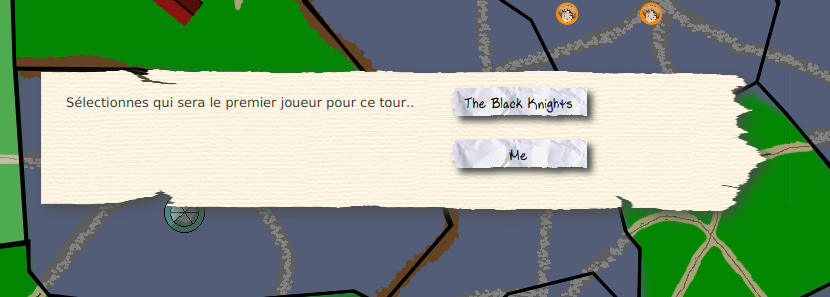 Sélectionnes qui sera le premier joueur pour ce tour..
The Black Knights
Me